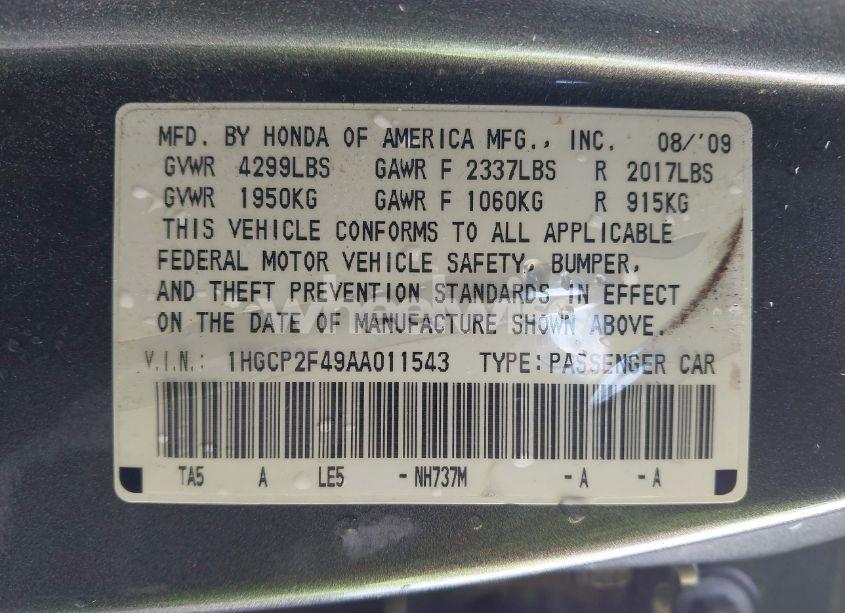 MFD. BY HONDA OF AMERICA MFG., INC. 08/'09
GVWR 4299LBS GAWR F 2337LBS R 2017LBS
GVWR 1950KG GAWR F 1060KG R 915KG
THIS VEHICLE CONFORMS TO ALL APPLICABLE
FEDERAL MOTOR VEHICLE SAFETY, BUMPER,
AND THEFT PREVENTION STANDARDS IN EFFECT
ON THE DATE OF MANUFACTURE SHOWN ABOVE.
V.I.N.: 1HGCP2F49AA011543 TYPE: PASSENGER CAR
TA5 A LE5 -NH737M -A -A